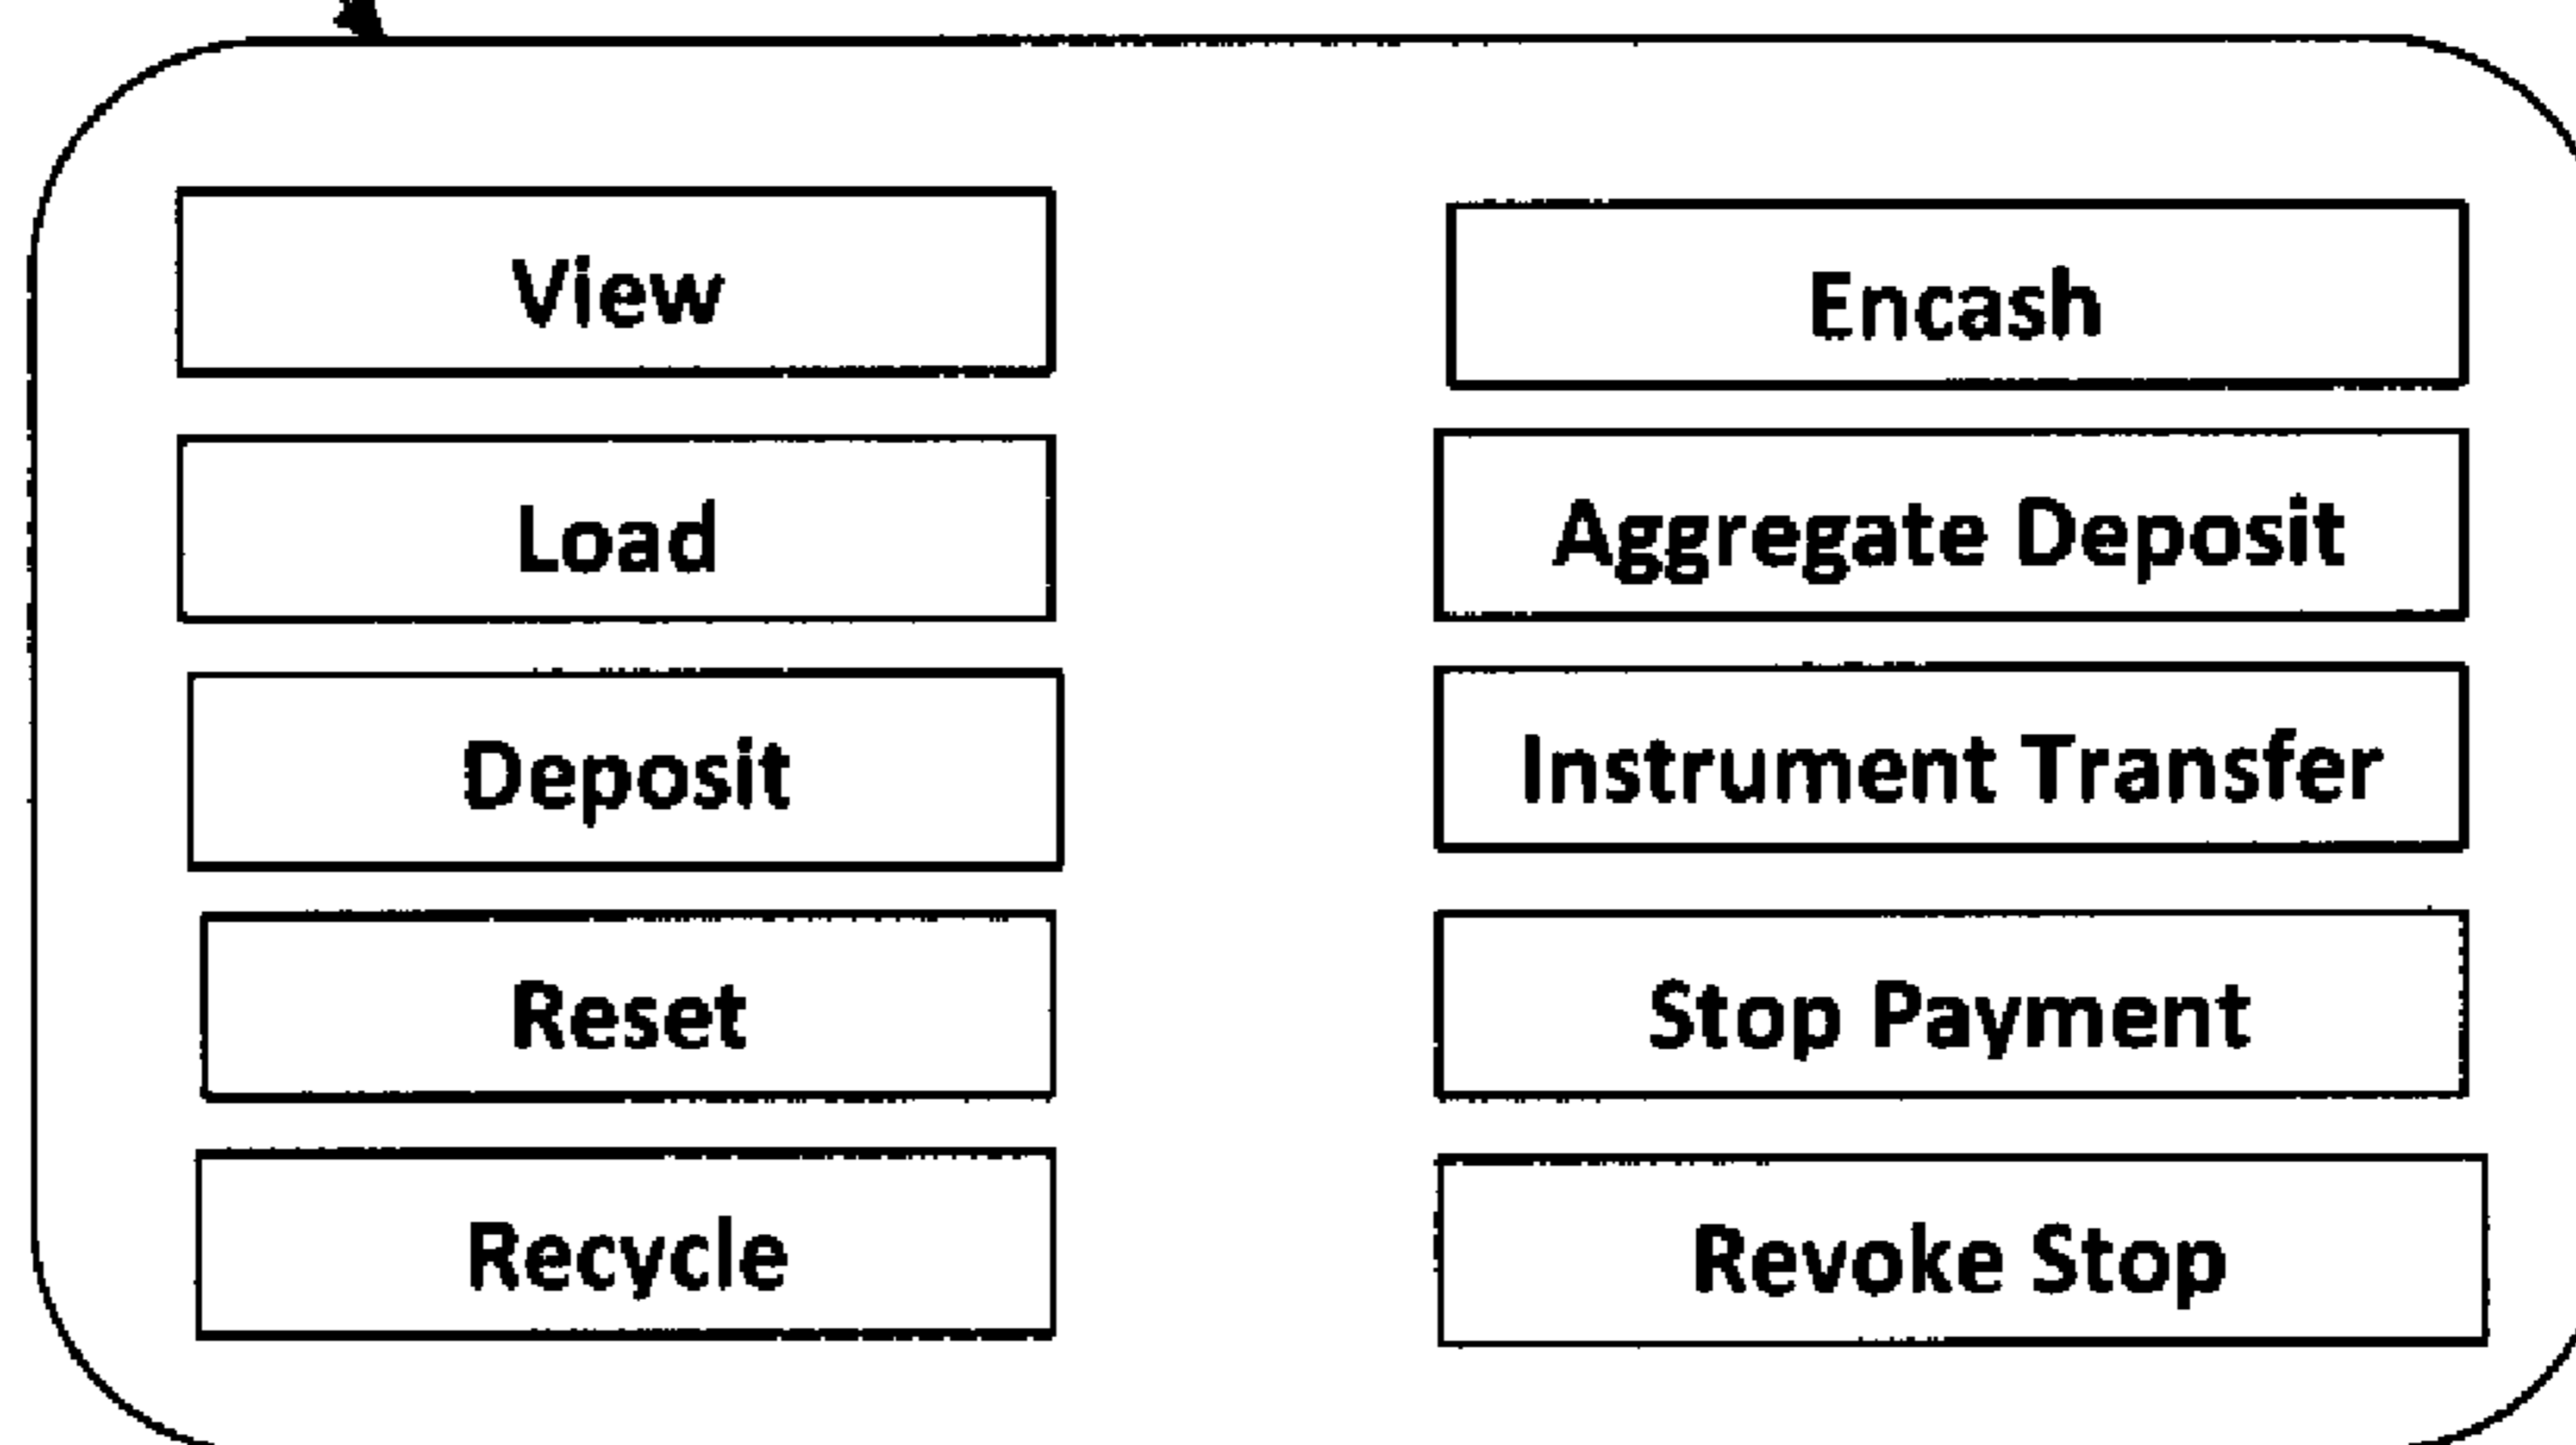 View
Load
Deposit
Reset
Recycle
Encash
Aggregate Deposit
Instrument Transfer
Stop Payment
Revoke Stop